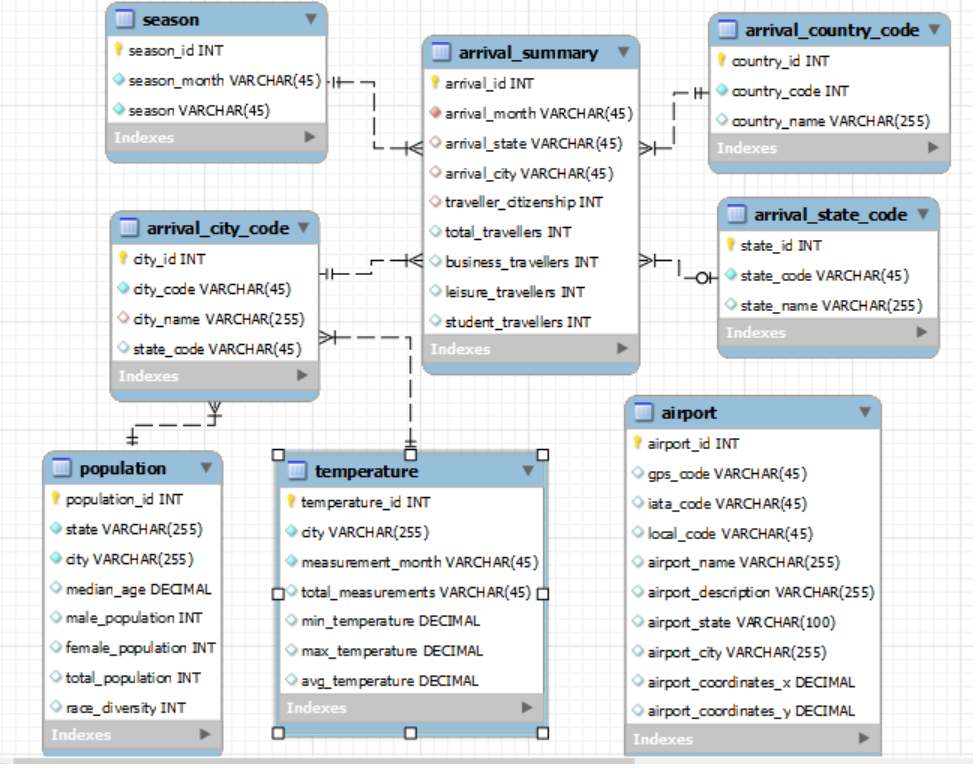 season
season_id INT
season_month VARCHAR(45)
season VARCHAR(45)
Indexes
arrival_summary
arrival_id INT
arrival_month VARCHAR(45)
arrival_state VARCHAR(45)
arrival_city VARCHAR(45)
traveller_citizenship INT
total_travellers INT
business_travellers INT
leisure_travellers INT
student_travellers INT
Indexes
arrival_country_code
country_id INT
country_code INT
country_name VARCHAR(255)
Indexes
arrival_city_code
city_id INT
city_code VARCHAR(45)
city_name VARCHAR(255)
state_code VARCHAR(45)
Indexes
arrival_state_code
state_id INT
state_code VARCHAR(45)
state_name VARCHAR(255)
Indexes
population
population_id INT
state VARCHAR(255)
city VARCHAR(255)
median_age DECIMAL
male_population INT
female_population INT
total_population INT
race_diversity INT
Indexes
temperature
temperature_id INT
city VARCHAR(255)
measurement_month VARCHAR(45)
total_measurements VARCHAR(45)
min_temperature DECIMAL
max_temperature DECIMAL
avg_temperature DECIMAL
Indexes
airport
airport_id INT
gps_code VARCHAR(45)
iata_code VARCHAR(45)
local_code VARCHAR(45)
airport_name VARCHAR(255)
airport_description VARCHAR(255)
airport_state VARCHAR(100)
airport_city VARCHAR(255)
airport_coordinates_x DECIMAL
airport_coordinates_y DECIMAL
Indexes